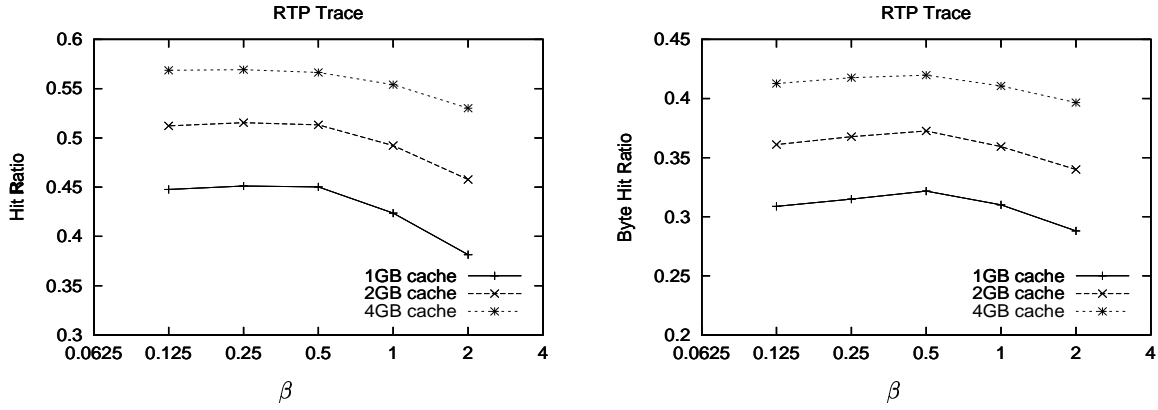 RTP Trace
0.6
0.55
0.5
0.45
0.4
0.35
0.3
Hit Ratio
1GB cache
2GB cache
4GB cache
0.0625 0.125 0.25 0.5 1 2 4
β
RTP Trace
0.45
0.4
0.35
0.3
0.25
0.2
Byte Hit Ratio
1GB cache
2GB cache
4GB cache
0.0625 0.125 0.25 0.5 1 2 4
β